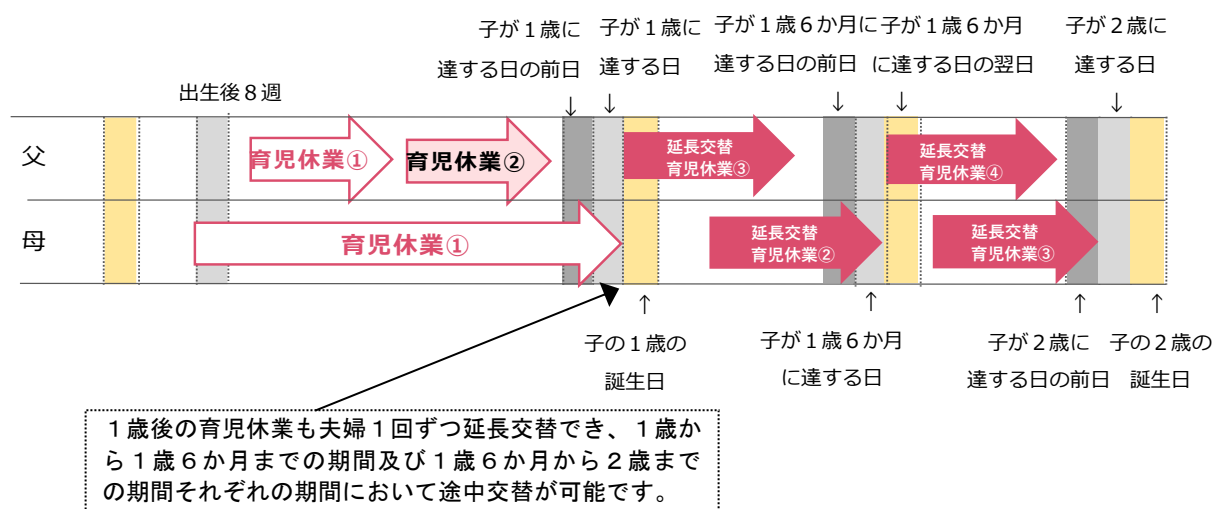 子が１歳に
達する日の前日
子が１歳に
達する日
子が１歳６か月に
達する日の前日
子が１歳６か月
に達する日の翌日
子が２歳に
達する日
出生後８週
↓
↓
↓
↓
↓
父
育児休業①
育児休業②
延長交替
育児休業③
延長交替
育児休業④
母
育児休業①
延長交替
育児休業②
延長交替
育児休業③
↑
↑
↑
↑
子の１歳の
誕生日
子が１歳６か月
に達する日
子が２歳に
達する日の前日
子の２歳の
誕生日
１歳後の育児休業も夫婦１回ずつ延長交替でき、１歳か
ら１歳６か月までの期間及び１歳６か月から２歳まで
の期間それぞれの期間において途中交替が可能です。